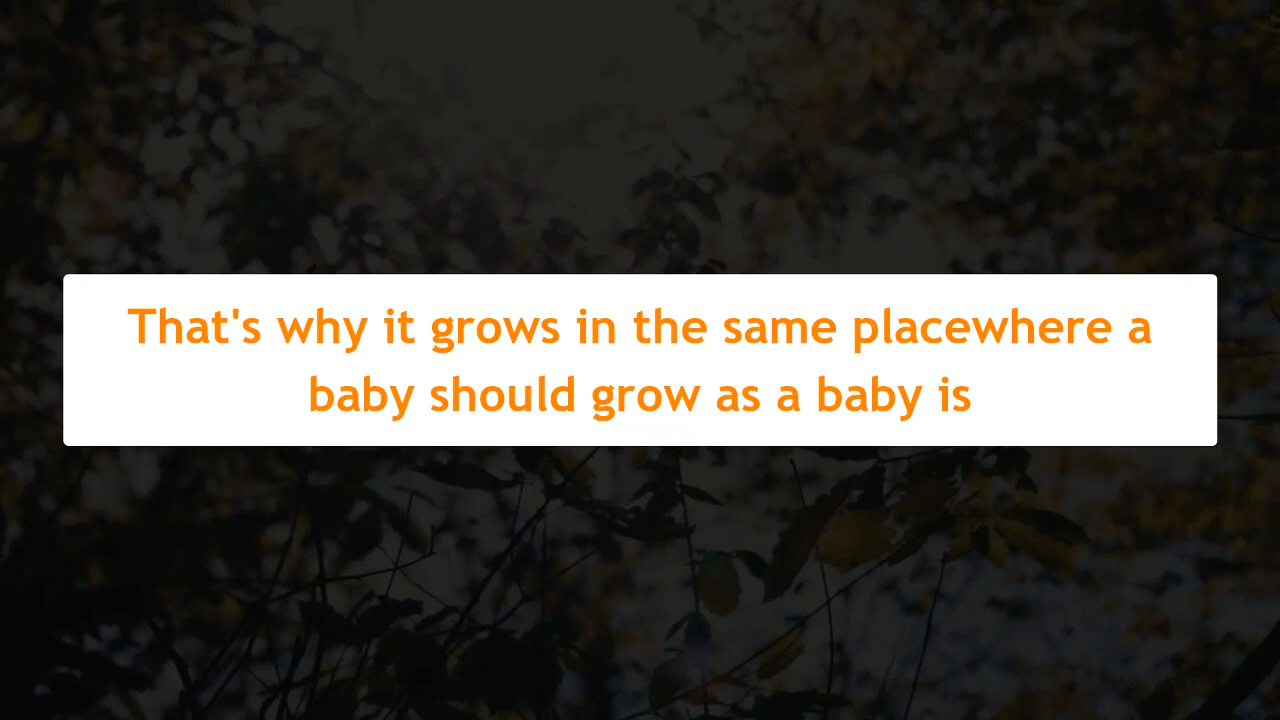 That's why it grows in the same placewhere a
baby should grow as a baby is